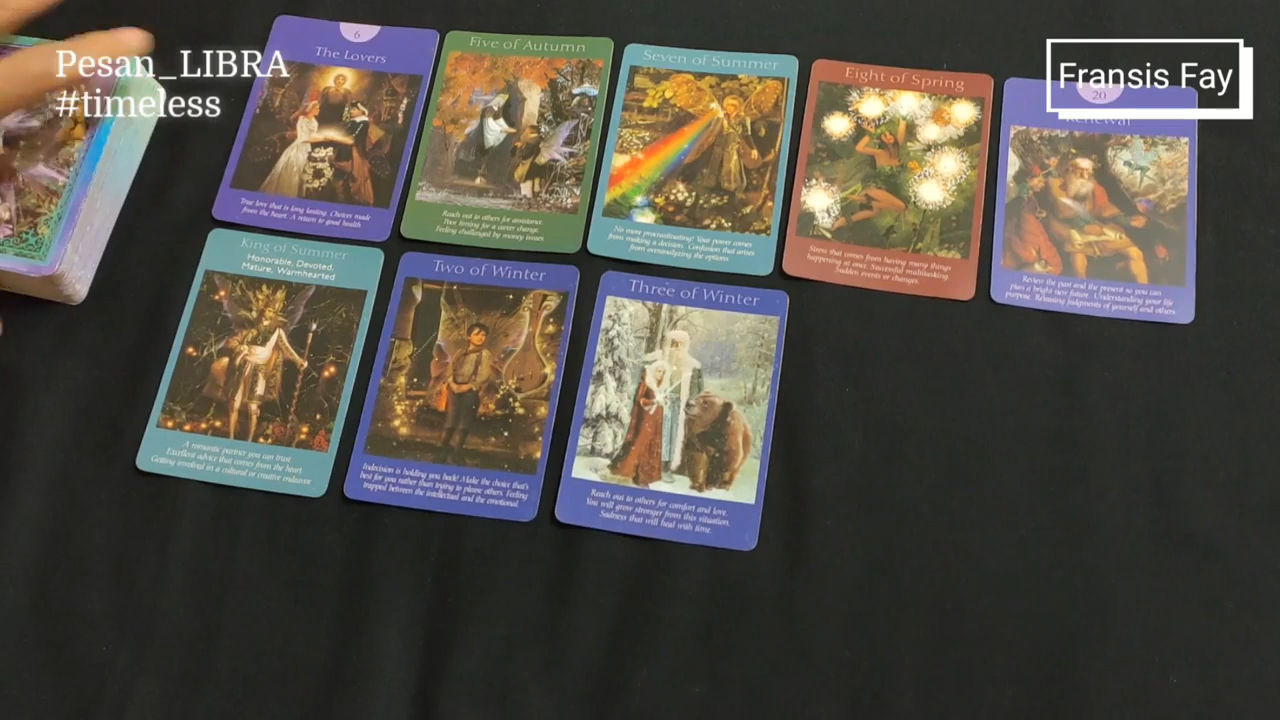 Pesan_LIBRA
#timeless
Fransis Fay
6
The Lovers
True love that is long lasting. Choices made
from the heart. A return to good health
Five of Autumn
Reach out to others for assistance.
Poor timing for a career change.
Feeling challenged by money issues
Seven of Summer
No more procrastinating! Your power comes
from making a decision. Confusion that arises
from overanalyzing the options.
Eight of Spring
Stress that comes from having many things
happening at once. Successful multitasking.
Sudden events or changes.
20
Renewal
Review the past and the present so you can
plan a bright new future. Understanding your life
purpose. Releasing judgments of yourself and others
King of Summer
Honorable, Devoted,
Mature, Warmhearted
A romantic partner you can trust
Excellent advice that comes from the heart
Getting involved in a cultural or creative endeavor
Two of Winter
Indecision is holding you back! Make the choice that's
best for you rather than trying to please others. Feeling
trapped between the intellectual and the emotional.
Three of Winter
Reach out to others for comfort and love.
You will grow stronger from this situation.
Sadness that will heal with time.